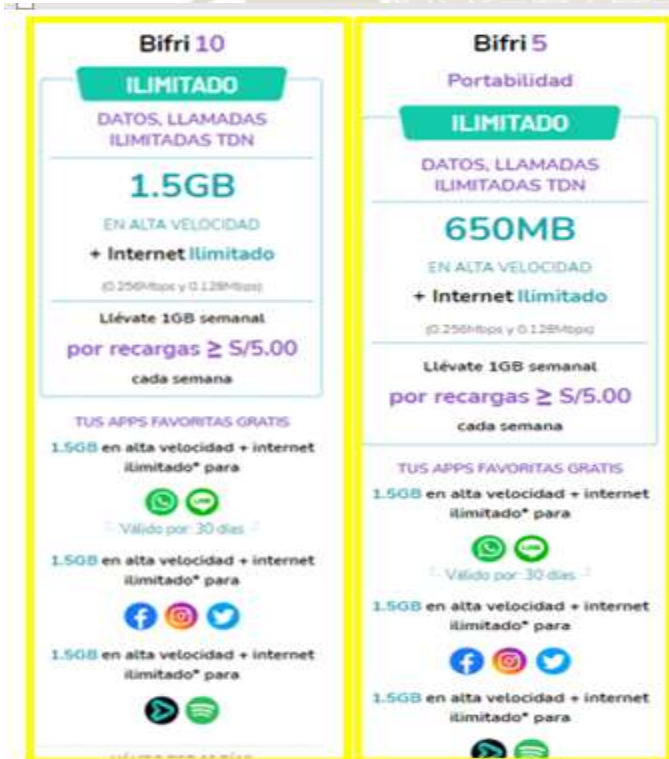 Bifri 10
ILIMITADO
DATOS, LLAMADAS
ILIMITADAS TDN
1.5GB
EN ALTA VELOCIDAD
+ Internet Ilimitado
(0.256Mbps y 0.128Mbps)
Llévate 1GB semanal
por recargas ≥ S/5.00
cada semana
TUS APPS FAVORITAS GRATIS
1.5GB en alta velocidad + internet
ilimitado* para
LINE
Válido por: 30 días
1.5GB en alta velocidad + internet
ilimitado* para
1.5GB en alta velocidad + internet
ilimitado* para
Bifri 5
Portabilidad
ILIMITADO
DATOS, LLAMADAS
ILIMITADAS TDN
650MB
EN ALTA VELOCIDAD
+ Internet Ilimitado
(0.256Mbps y 0.128Mbps)
Llévate 1GB semanal
por recargas ≥ S/5.00
cada semana
TUS APPS FAVORITAS GRATIS
1.5GB en alta velocidad + internet
ilimitado* para
LINE
Válido por: 30 días
1.5GB en alta velocidad + internet
ilimitado* para
1.5GB en alta velocidad + internet
ilimitado* para